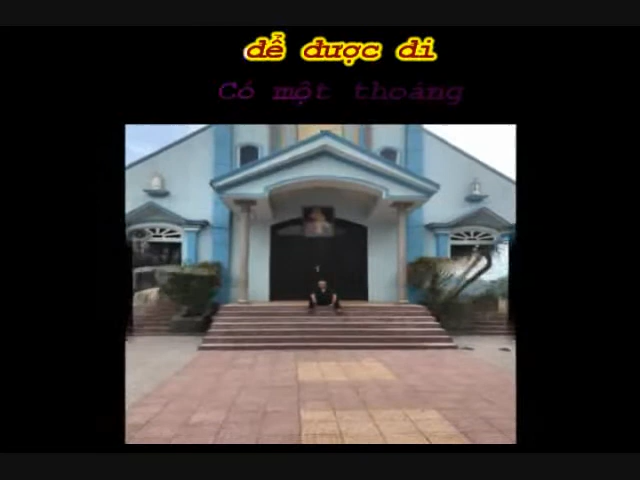 để được đi
Có một thoáng